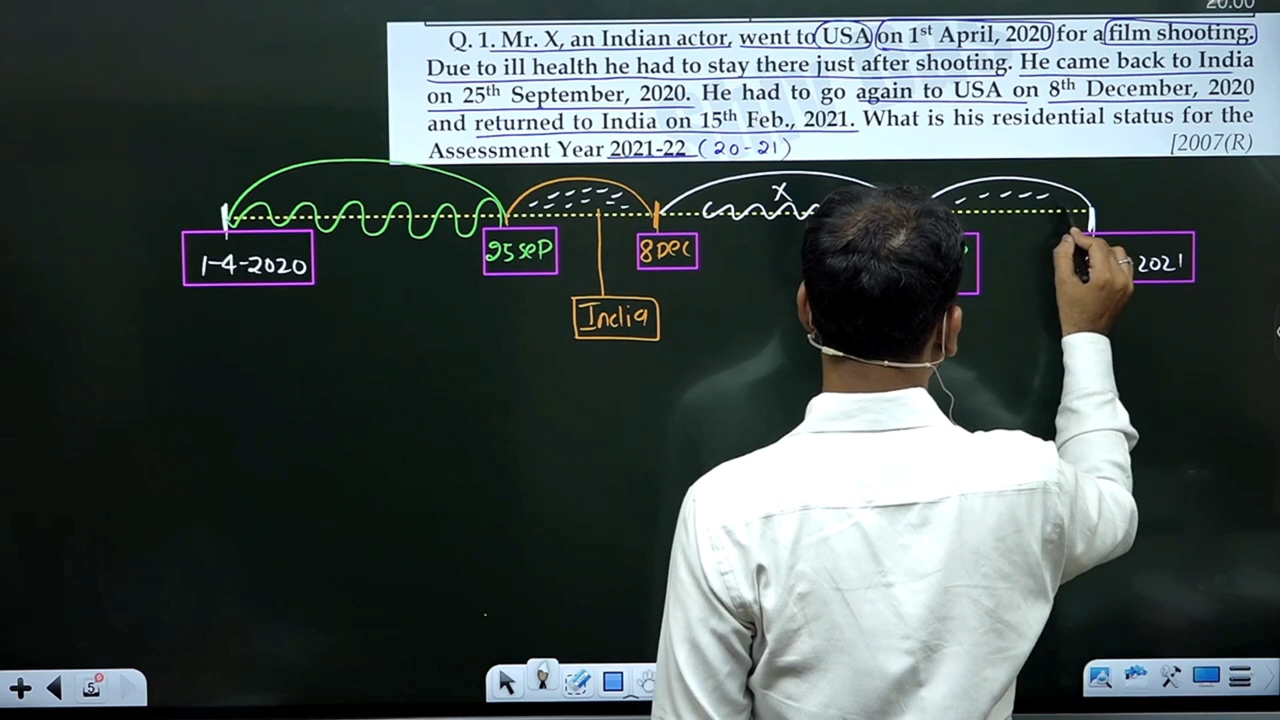 20:00
Q. 1. Mr. X, an Indian actor, went to USA on 1st April, 2020 for a film shooting.
Due to ill health he had to stay there just after shooting. He came back to India
on 25th September, 2020. He had to go again to USA on 8th December, 2020
and returned to India on 15th Feb., 2021. What is his residential status for the
Assessment Year 2021-22 (20-21) [2007(R)
X
1-4-2020 25 Sep 8 Dec 2021
India
5